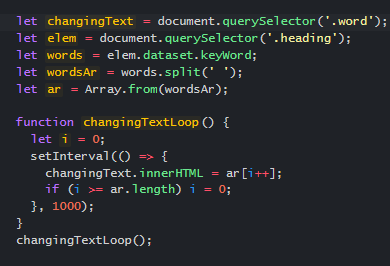 let changingText = document.querySelector('.word');
let elem = document.querySelector('.heading');
let words = elem.dataset.keyWord;
let wordsAr = words.split(' ');
let ar = Array.from(wordsAr);

function changingTextLoop() {
  let i = 0;
  setInterval(() => {
    changingText.innerHTML = ar[i++];
    if (i >= ar.length) i = 0;
  }, 1000);
}
changingTextLoop();